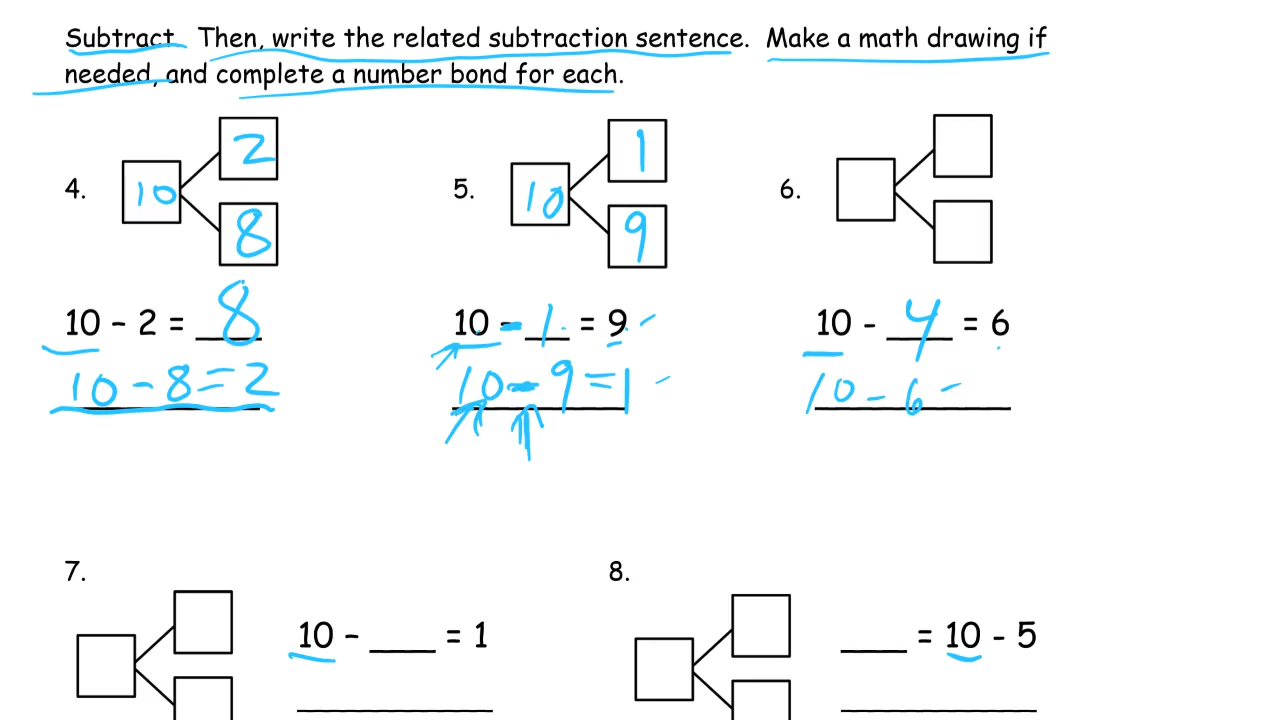 Subtract. Then, write the related subtraction sentence. Make a math drawing if
needed, and complete a number bond for each.
4. 10 2 8
5. 10 1 9
6.
10 - 2 = 8
10 - 1 = 9
10 - 4 = 6
10 - 8 = 2
10 - 9 = 1
10 - 6 =
7.
8.
10 - ___ = 1
___ = 10 - 5